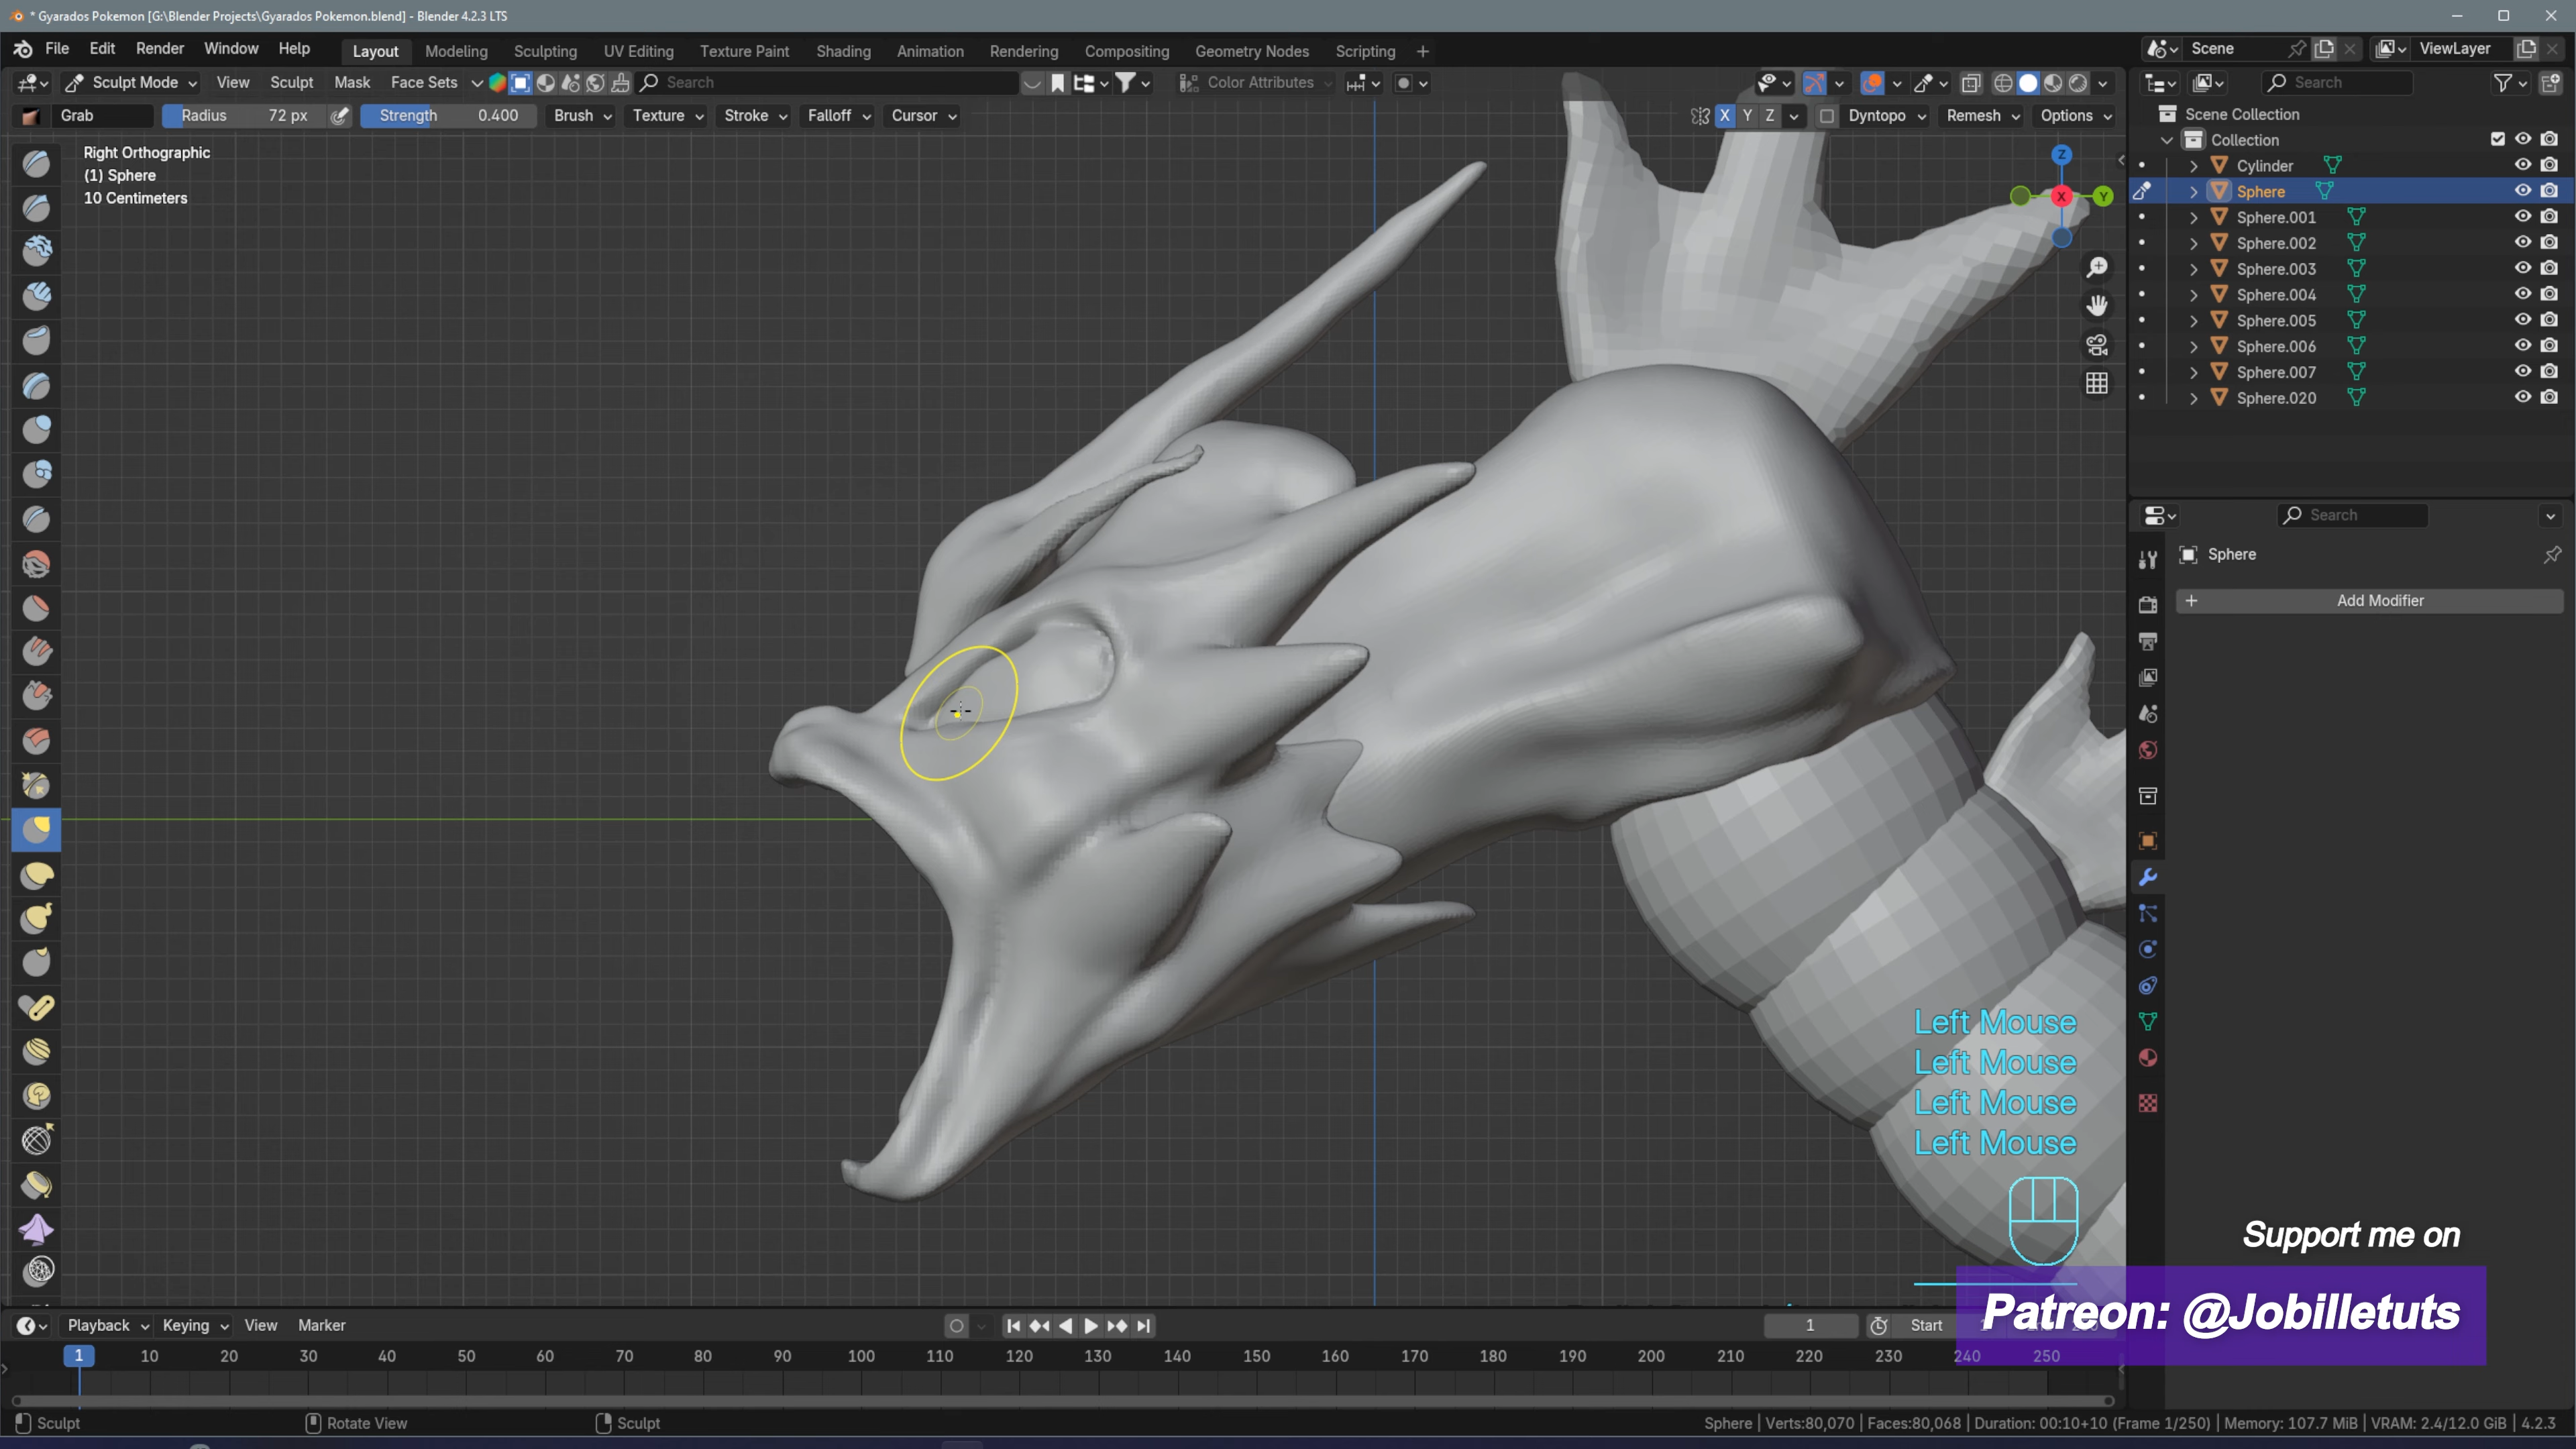 * Gyarados Pokemon [G:\Blender Projects\Gyarados Pokemon.blend] - Blender 4.2.3 LTS
File Edit Render Window Help Layout Modeling Sculpting UV Editing Texture Paint Shading Animation Rendering Compositing Geometry Nodes Scripting + Scene ViewLayer
Sculpt Mode View Sculpt Mask Face Sets Search Color Attributes Search
Grab Radius 72 px Strength 0.400 Brush Texture Stroke Falloff Cursor X Y Z Dyntopo Remesh Options
Right Orthographic
(1) Sphere
10 Centimeters
Z
X
Y
Scene Collection
Collection
Cylinder
Sphere
Sphere.001
Sphere.002
Sphere.003
Sphere.004
Sphere.005
Sphere.006
Sphere.007
Sphere.020
Search
Sphere
+ Add Modifier
Left Mouse
Left Mouse
Left Mouse
Left Mouse
Support me on
Patreon: @Jobilletuts
Playback Keying View Marker 1 Start
1 10 20 30 40 50 60 70 80 90 100 110 120 130 140 150 160 170 180 190 200 210 220 230 240 250
Sculpt Rotate View Sculpt Sphere | Verts:80,070 | Faces:80,068 | Duration: 00:10+10 (Frame 1/250) | Memory: 107.7 MiB | VRAM: 2.4/12.0 GiB | 4.2.3